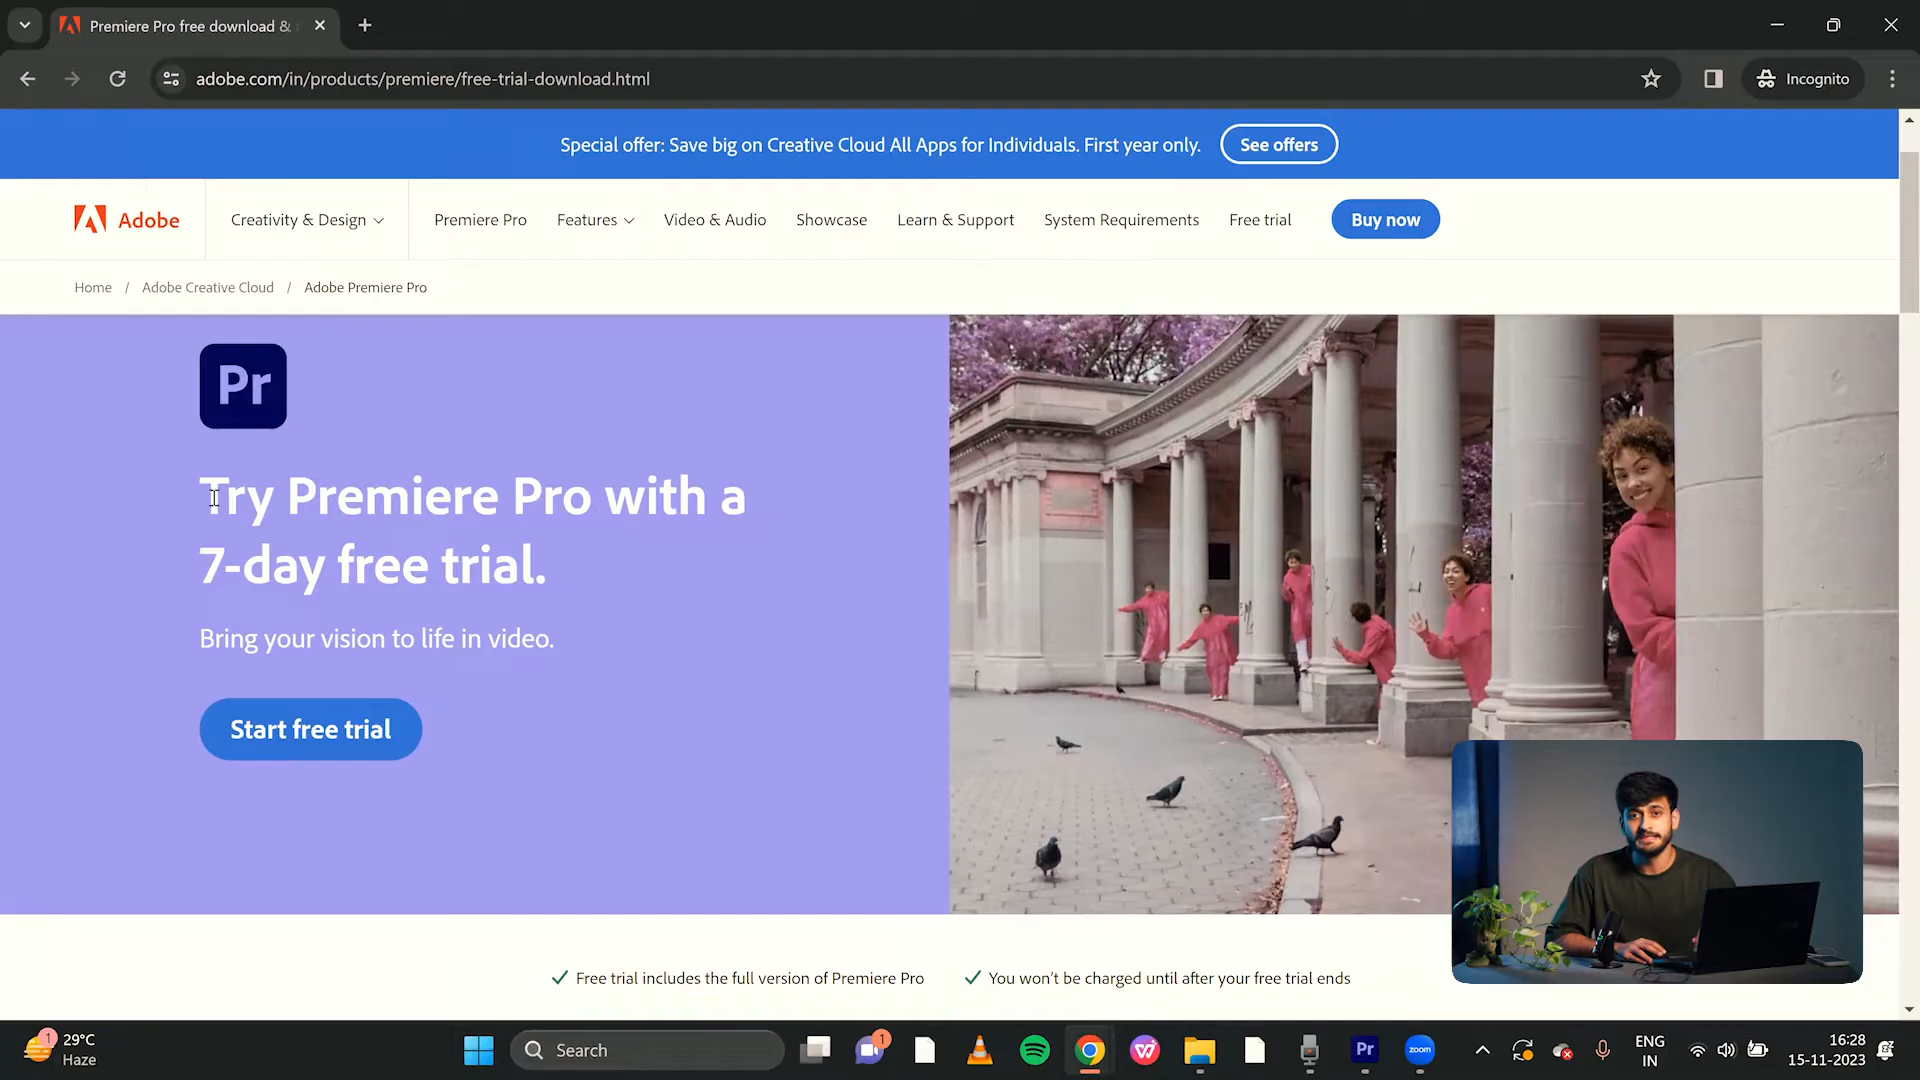 Premiere Pro free download &
adobe.com/in/products/premiere/free-trial-download.html
Incognito
Special offer: Save big on Creative Cloud All Apps for Individuals. First year only.
See offers
Adobe
Creativity & Design
Premiere Pro
Features
Video & Audio
Showcase
Learn & Support
System Requirements
Free trial
Buy now
Home / Adobe Creative Cloud / Adobe Premiere Pro
Pr
Try Premiere Pro with a
7-day free trial.
Bring your vision to life in video.
Start free trial
Free trial includes the full version of Premiere Pro
You won't be charged until after your free trial ends
1
29°C
Haze
Search
1
Pr
zoom
ENG
IN
16:28
15-11-2023